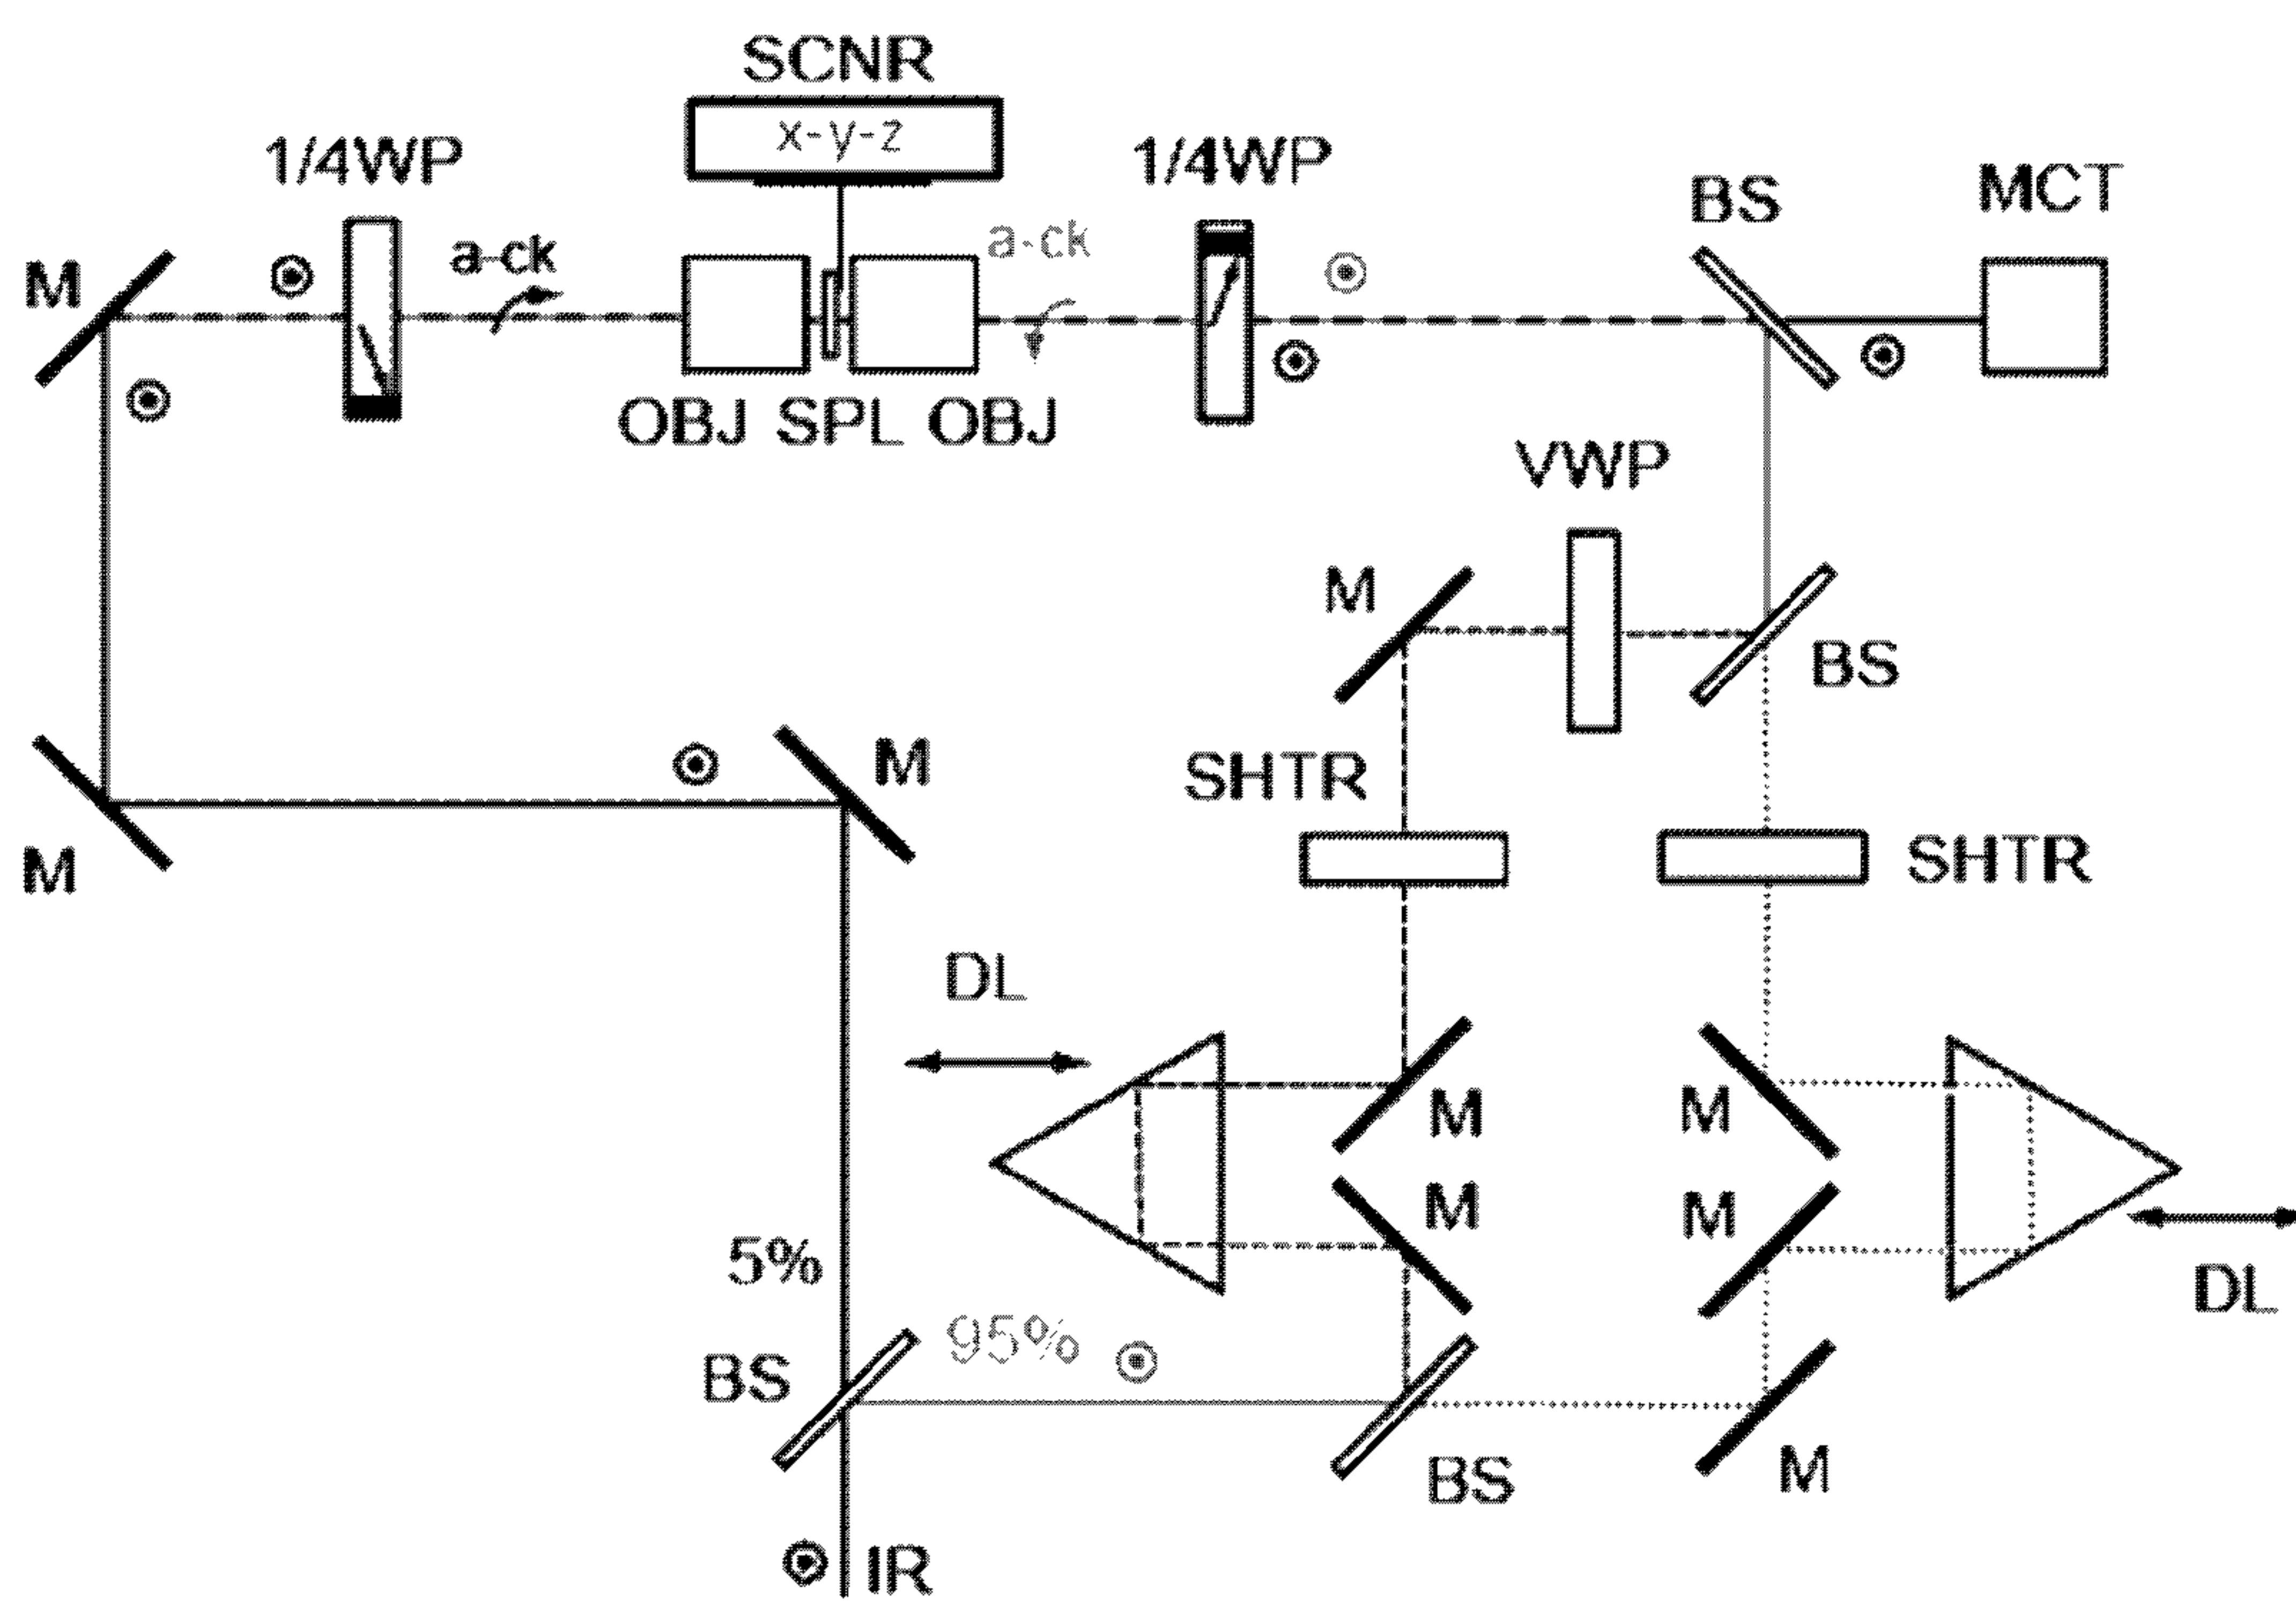 SCNR
x-y-z
1/4WP
1/4WP
BS
MCT
M
a-ck
a-ck
OBJ SPL OBJ
VWP
M
BS
M
SHTR
SHTR
M
DL
M
M
M
M
5%
95%
DL
BS
BS
M
IR